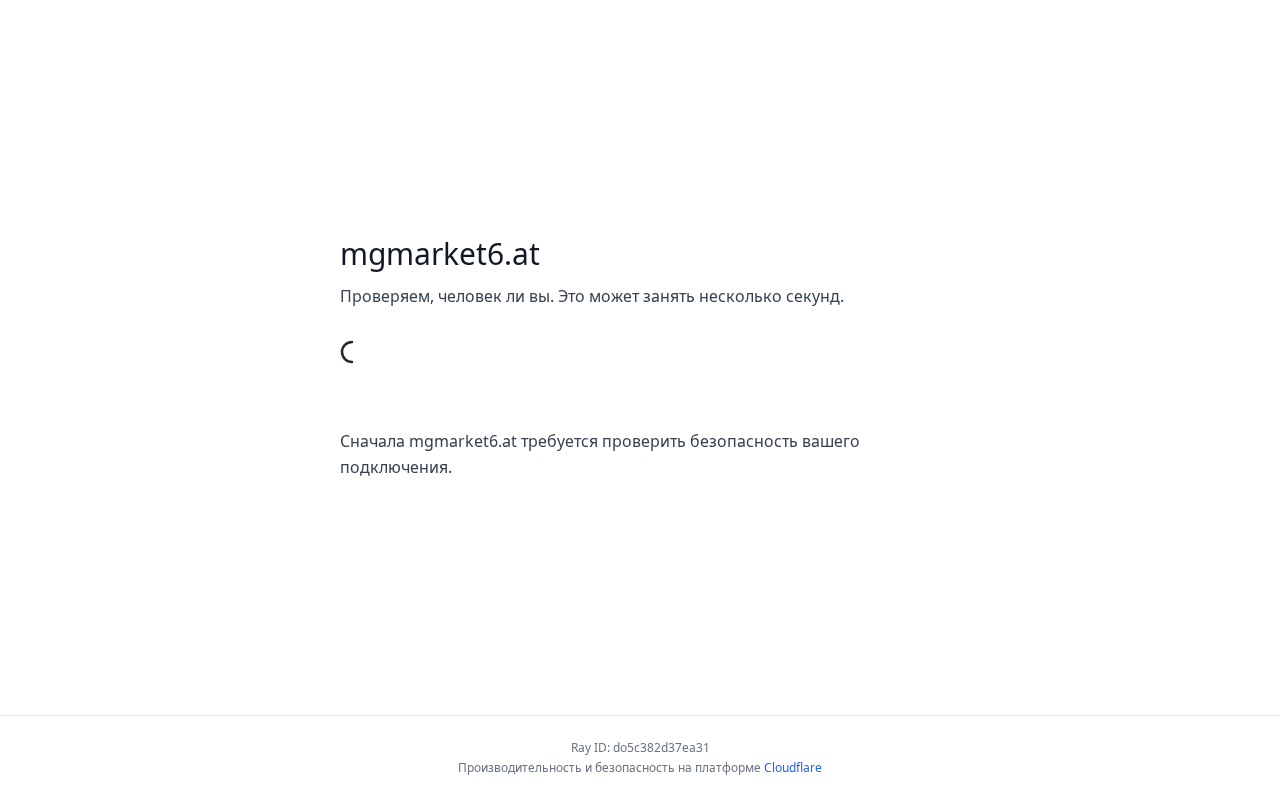 mgmarket6.at
Проверяем, человек ли вы. Это может занять несколько секунд.
Сначала mgmarket6.at требуется проверить безопасность вашего
подключения.
Ray ID: do5c382d37ea31
Производительность и безопасность на платформе Cloudflare